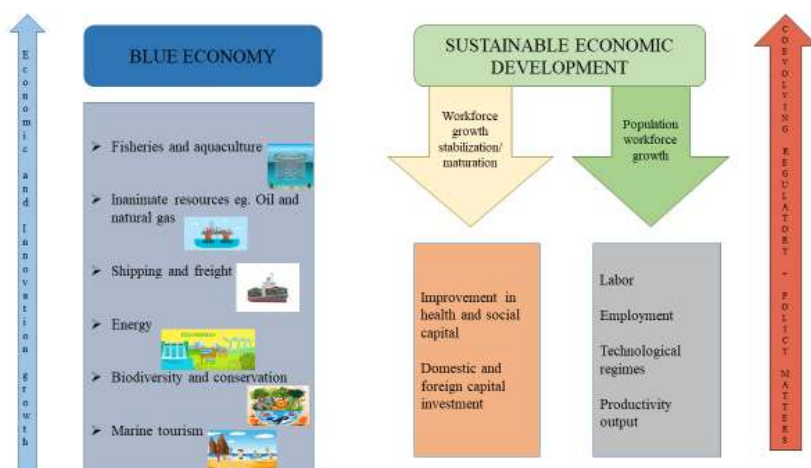 Economic and Innovation growth
BLUE ECONOMY
➤ Fisheries and aquaculture
➤ Inanimate resources eg. Oil and
natural gas
➤ Shipping and freight
➤ Energy
➤ Biodiversity and conservation
➤ Marine tourism
SUSTAINABLE ECONOMIC
DEVELOPMENT
Workforce
growth
stabilization/
maturation
Population
workforce
growth
Improvement in
health and social
capital
Domestic and
foreign capital
investment
Labor
Employment
Technological
regimes
Productivity
output
COEVOLVING REGULATORY + POLICY MATTERS